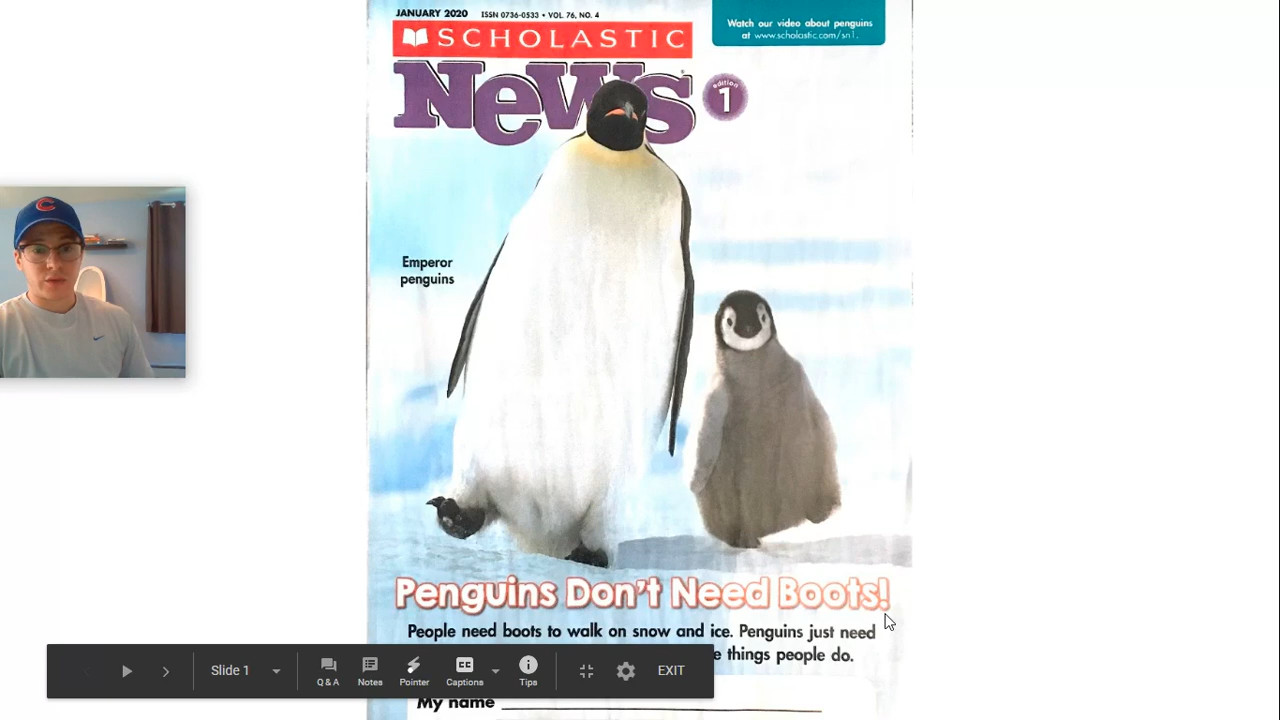 JANUARY 2020 ISSN 0736-0533 • VOL 76, NO. 4
SCHOLASTIC
News
edition
1
Watch our video about penguins
at www.scholastic.com/sn1.
C
Emperor
penguins
Penguins Don't Need Boots!
People need boots to walk on snow and ice. Penguins just need
things people do.
My name
Slide 1
Q & A
Notes
Pointer
CC
Captions
Tips
EXIT